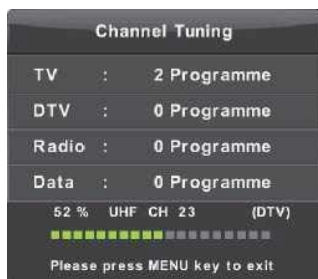 Channel Tuning
TV : 2 Programme
DTV : 0 Programme
Radio : 0 Programme
Data : 0 Programme
52 % UHF CH 23 (DTV)
Please press MENU key to exit